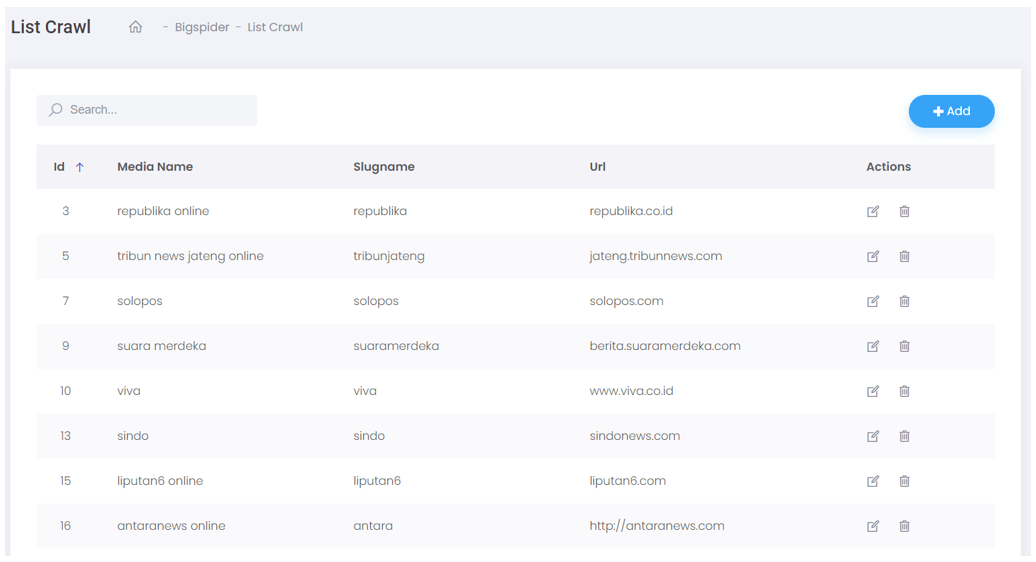 List Crawl - Bigspider - List Crawl
Search...
Add
Id Media Name Slugname Url Actions
3 republika online republika republika.co.id
5 tribun news jateng online tribunjateng jateng.tribunnews.com
7 solopos solopos solopos.com
9 suara merdeka suaramerdeka berita.suaramerdeka.com
10 viva viva www.viva.co.id
13 sindo sindo sindonews.com
15 liputan6 online liputan6 liputan6.com
16 antaranews online antara http://antaranews.com